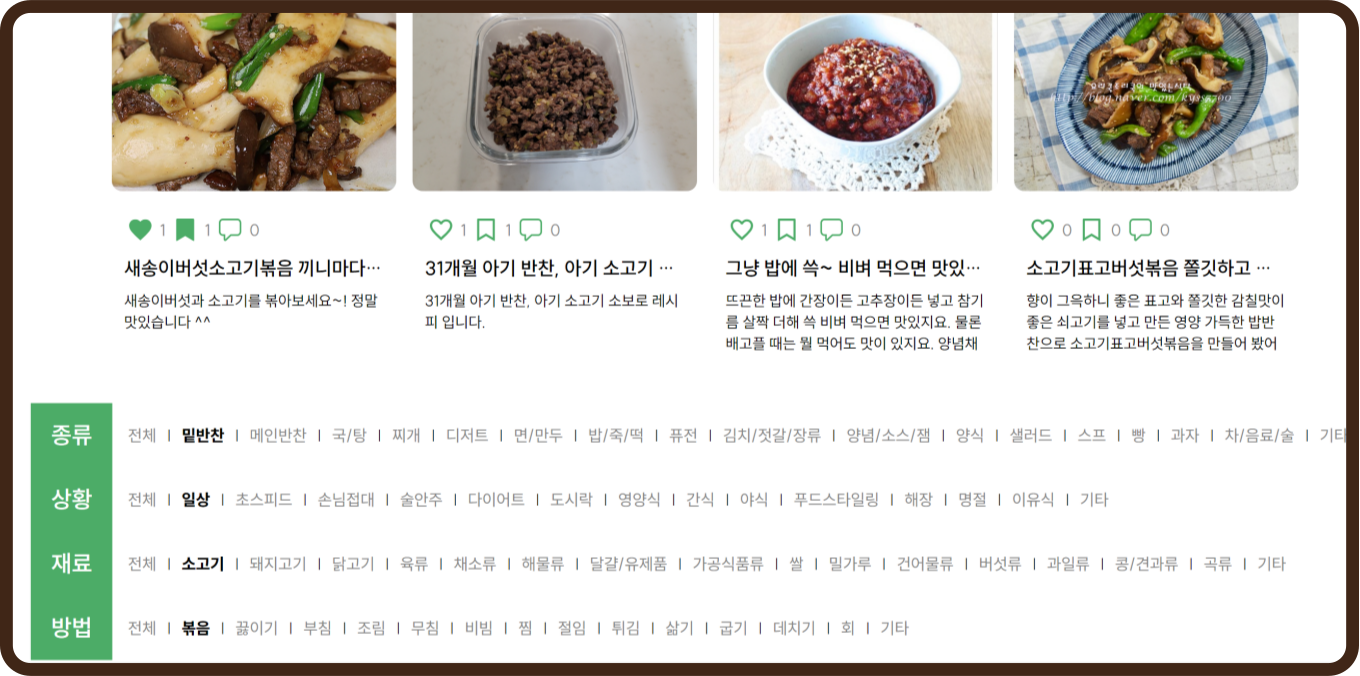 요리쿠트리코의 맛있는식탁
http://blog.naver.com/kyss3700
1 1 0
1 1 0
1 1 0
0 0 0
새송이버섯소고기볶음 끼니마다…
31개월 아기 반찬, 아기 소고기 …
그냥 밥에 쓱~ 비벼 먹으면 맛있…
소고기표고버섯볶음 쫄깃하고 …
새송이버섯과 소고기를 볶아보세요~! 정말
맛있습니다 ^^
31개월 아기 반찬, 아기 소고기 소보로 레시
피 입니다.
뜨끈한 밥에 간장이든 고추장이든 넣고 참기
름 살짝 더해 쓱 비벼 먹으면 맛있지요. 물론
배고플 때는 뭘 먹어도 맛이 있지요. 양념채
향이 그윽하니 좋은 표고와 쫄깃한 감칠맛이
좋은 쇠고기를 넣고 만든 영양 가득한 밥반
찬으로 소고기표고버섯볶음을 만들어 봤어
종류 전체 | 밑반찬 | 메인반찬 | 국/탕 | 찌개 | 디저트 | 면/만두 | 밥/죽/떡 | 퓨전 | 김치/젓갈/장류 | 양념/소스/잼 | 양식 | 샐러드 | 스프 | 빵 | 과자 | 차/음료/술 | 기타
상황 전체 | 일상 | 초스피드 | 손님접대 | 술안주 | 다이어트 | 도시락 | 영양식 | 간식 | 야식 | 푸드스타일링 | 해장 | 명절 | 이유식 | 기타
재료 전체 | 소고기 | 돼지고기 | 닭고기 | 육류 | 채소류 | 해물류 | 달걀/유제품 | 가공식품류 | 쌀 | 밀가루 | 건어물류 | 버섯류 | 과일류 | 콩/견과류 | 곡류 | 기타
방법 전체 | 볶음 | 끓이기 | 부침 | 조림 | 무침 | 비빔 | 찜 | 절임 | 튀김 | 삶기 | 굽기 | 데치기 | 회 | 기타